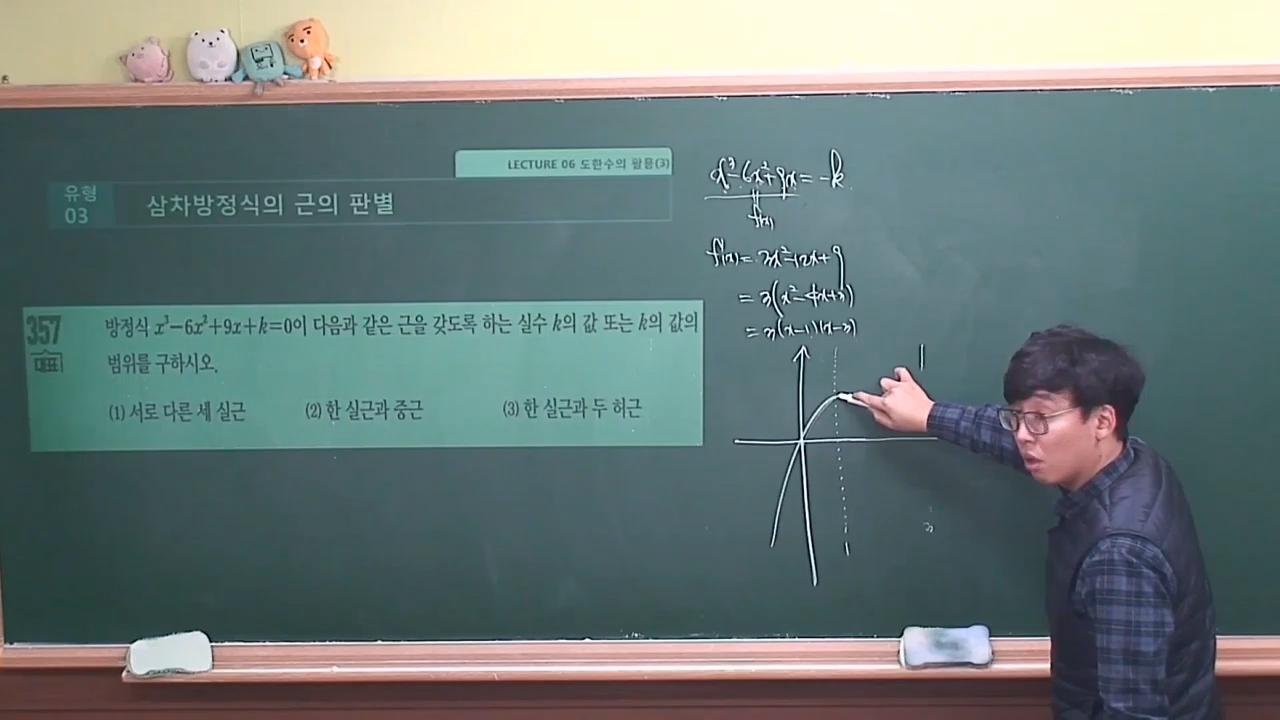 LECTURE 06 도함수의 활용(3)
유형
03
삼차방정식의 근의 판별
357
대표
방정식 x³-6x²+9x+k=0이 다음과 같은 근을 갖도록 하는 실수 k의 값 또는 k의 값의
범위를 구하시오.
(1) 서로 다른 세 실근 (2) 한 실근과 중근 (3) 한 실근과 두 허근
x³-6x²+9x=-k
f(x)
f'(x)=3x²-12x+9
=3(x²-4x+3)
=3(x-1)(x-3)
1
3